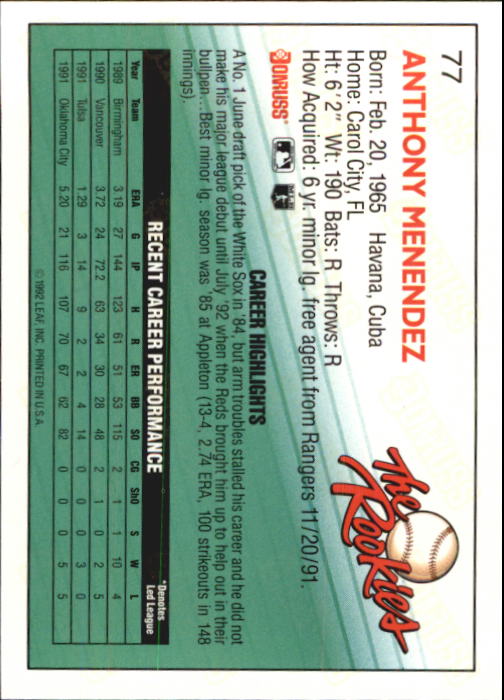 77
ANTHONY MENENDEZ
The Rookies
Born: Feb. 20, 1965 Havana, Cuba
Home: Carol City, FL
Ht: 6'2" Wt: 190 Bats: R Throws: R
How Acquired: 6 yr. minor lg. free agent from Rangers 11/20/91.
DONRUSS
CAREER HIGHLIGHTS
A No. 1 June draft pick of the White Sox in '84, but arm troubles stalled his career and he did not
make his major league debut until July '92 when the Reds brought him up to help out in their
bullpen...Best minor lg. season was '85 at Appleton (13-4, 2.74 ERA, 100 strikeouts in 148
innings).
RECENT CAREER PERFORMANCE
*Denotes
Led League
Year Team ERA G IP H R ER BB SO CG ShO S W L
1989 Birmingham 3.19 27 144 123 61 51 53 115 2 1 1 10 4
1990 Vancouver 3.72 24 72.2 63 34 30 28 48 2 1 0 2 5
1991 Tulsa 1.29 3 14 9 2 2 4 14 0 0 0 3 0
1991 Oklahoma City 5.20 21 116 107 70 67 62 82 0 0 0 5 5
© 1992 LEAF, INC. PRINTED IN U.S.A.